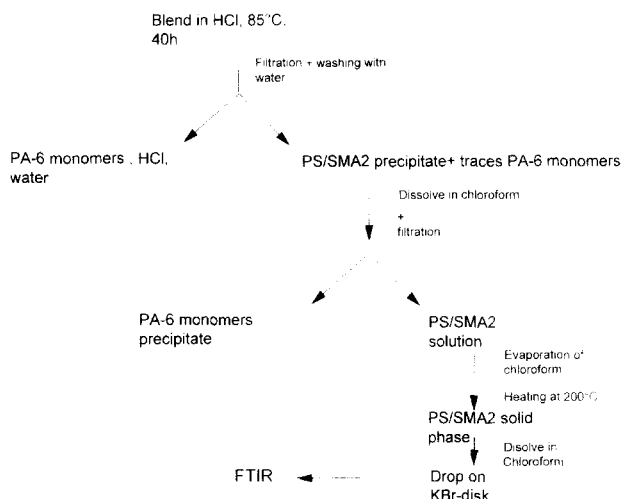 Blend in HCl, 85°C,
40h
Filtration + washing with
water
PA-6 monomers , HCl,
water
PS/SMA2 precipitate+ traces PA-6 monomers
Dissolve in chloroform
+
filtration
PA-6 monomers
precipitate
PS/SMA2
solution
Evaporation of
chloroform
Heating at 200°C
PS/SMA2 solid
phase
Disolve in
Chloroform
FTIR
Drop on
KBr-disk